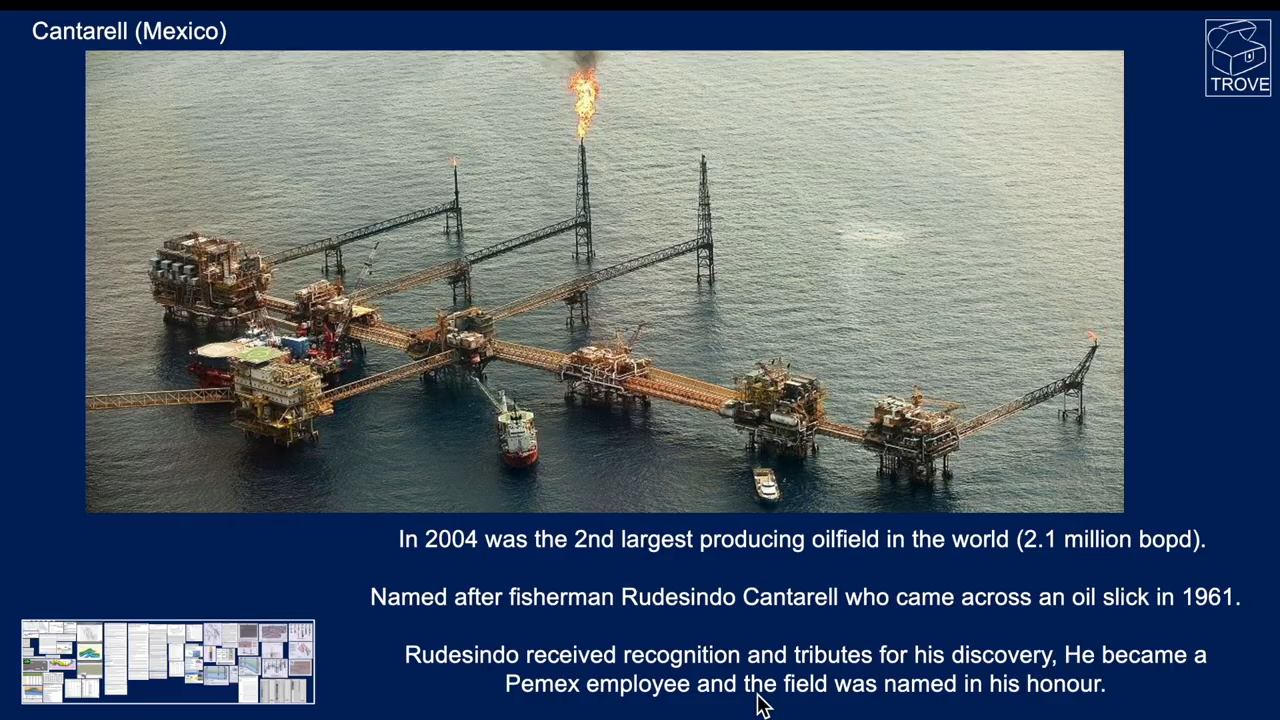 Cantarell (Mexico)
TROVE
In 2004 was the 2nd largest producing oilfield in the world (2.1 million bopd).
Named after fisherman Rudesindo Cantarell who came across an oil slick in 1961.
Rudesindo received recognition and tributes for his discovery, He became a
Pemex employee and the field was named in his honour.